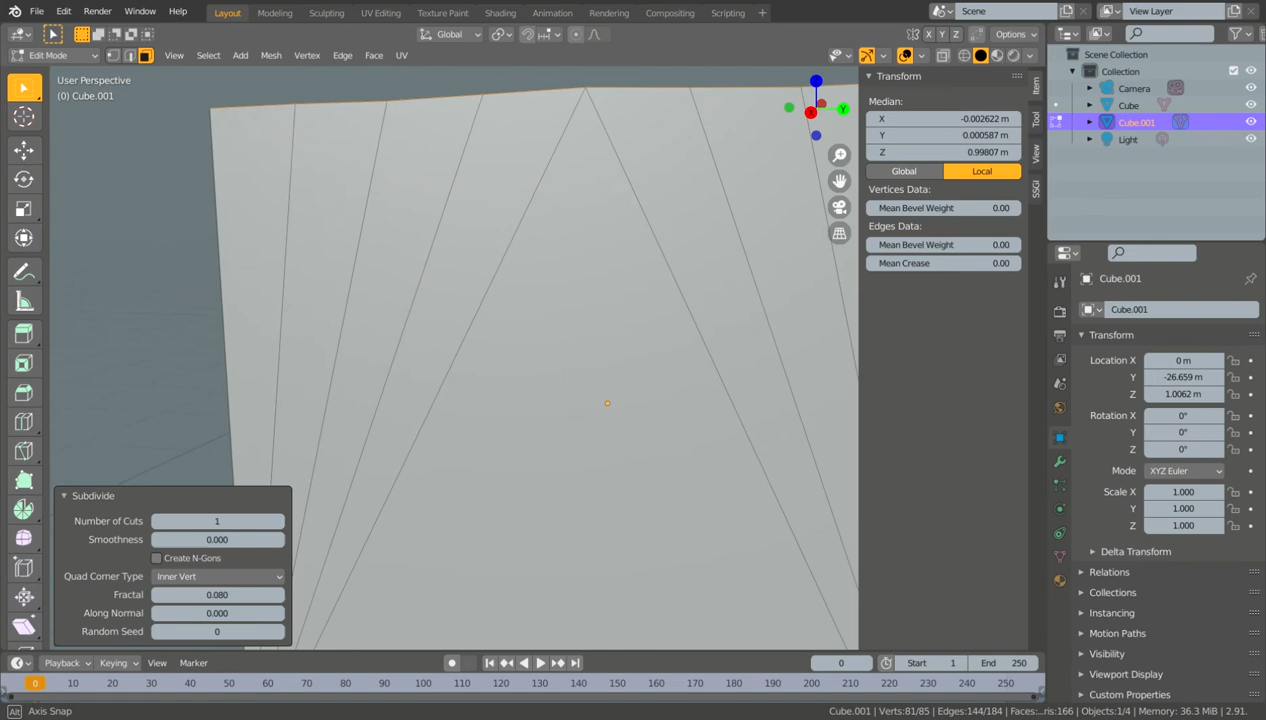 File Edit Render Window Help Layout Modeling Sculpting UV Editing Texture Paint Shading Animation Rendering Compositing Scripting + Scene View Layer
Global X Y Z Options
Edit Mode View Select Add Mesh Vertex Edge Face UV
User Perspective
(0) Cube.001
Transform
Median:
X -0.002622 m
Y 0.000587 m
Z 0.99807 m
Global Local
Vertices Data:
Mean Bevel Weight 0.00
Edges Data:
Mean Bevel Weight 0.00
Mean Crease 0.00
Item
Tool
View
SSGI
X
Y
Scene Collection
Collection
Camera
Cube
Cube.001
Light
Cube.001
Cube.001
Transform
Location X 0 m
Y -26.659 m
Z 1.0062 m
Rotation X 0°
Y 0°
Z 0°
Mode XYZ Euler
Scale X 1.000
Y 1.000
Z 1.000
Delta Transform
Relations
Collections
Instancing
Motion Paths
Visibility
Viewport Display
Custom Properties
Subdivide
Number of Cuts 1
Smoothness 0.000
Create N-Gons
Quad Corner Type Inner Vert
Fractal 0.080
Along Normal 0.000
Random Seed 0
Playback Keying View Marker 0 Start 1 End 250
0 10 20 30 40 50 60 70 80 90 100 110 120 130 140 150 160 170 180 190 200 210 220 230 240 250
Alt Axis Snap Cube.001 | Verts:81/85 | Edges:144/184 | Faces:...ris:166 | Objects:1/4 | Memory: 36.3 MiB | 2.91.